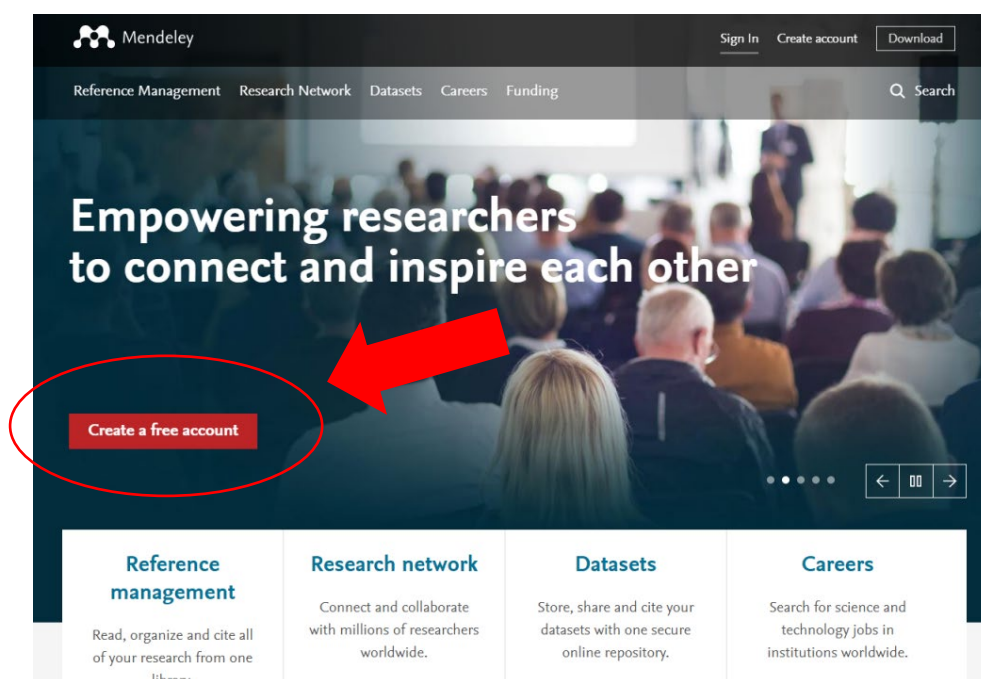 Mendeley
Sign In Create account Download
Reference Management Research Network Datasets Careers Funding
Search
Empowering researchers
to connect and inspire each other
Create a free account
Reference
management
Read, organize and cite all
of your research from one
library
Research network
Connect and collaborate
with millions of researchers
worldwide.
Datasets
Store, share and cite your
datasets with one secure
online repository.
Careers
Search for science and
technology jobs in
institutions worldwide.